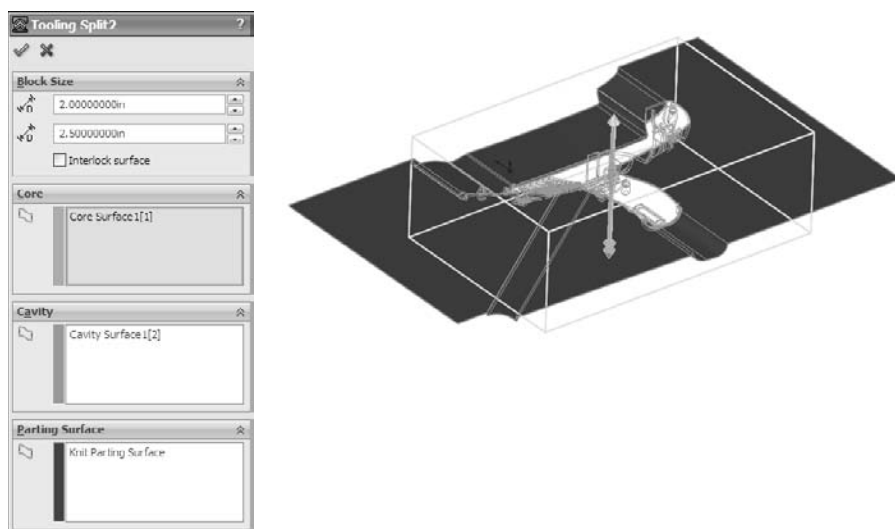 Tooling Split2 ?
Block Size
2.00000000in
2.50000000in
Interlock surface
Core
Core Surface1[1]
Cavity
Cavity Surface1[2]
Parting Surface
Knit Parting Surface